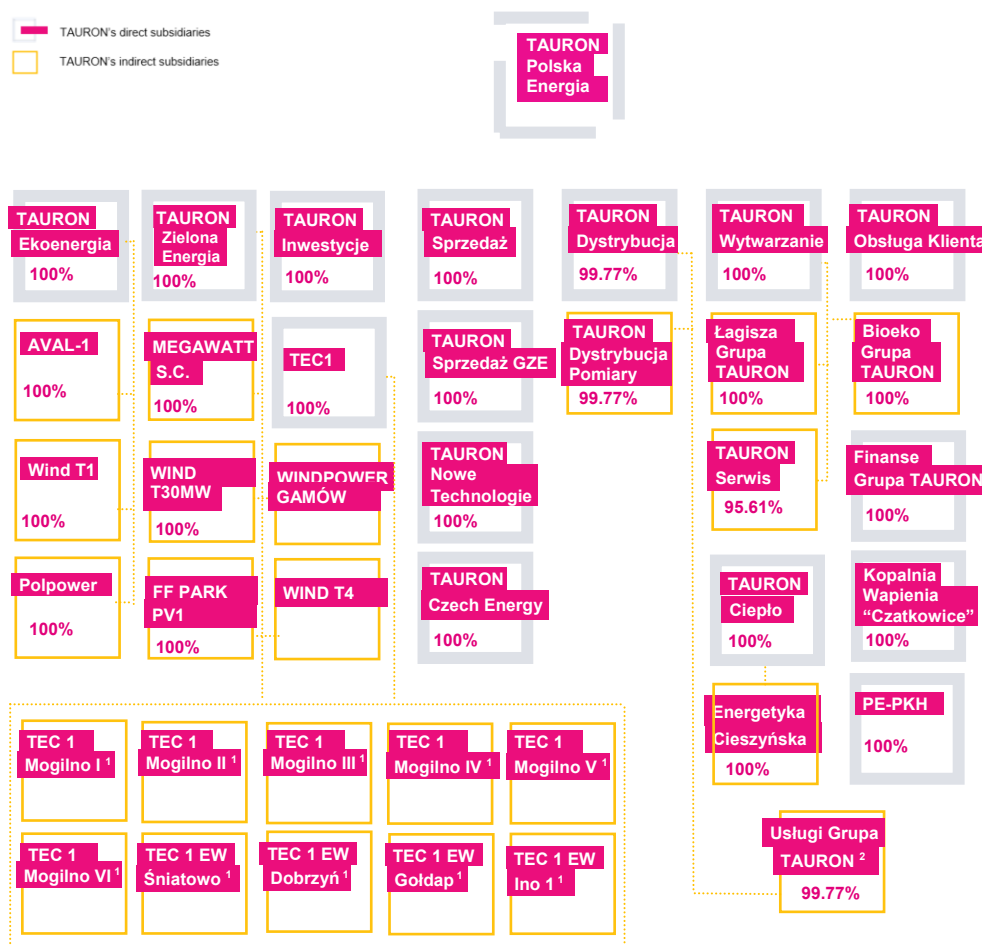 TAURON's direct subsidiaries
TAURON's indirect subsidiaries
TAURON
Polska
Energia
TAURON
Ekoenergia
100%
TAURON
Zielona
Energia
100%
TAURON
Inwestycje
100%
TAURON
Sprzedaż
100%
TAURON
Dystrybucja
99.77%
TAURON
Wytwarzanie
100%
TAURON
Obsługa Klienta
100%
AVAL-1
100%
MEGAWATT
S.C.
100%
TEC1
100%
TAURON
Sprzedaż GZE
100%
TAURON
Dystrybucja
Pomiary
99.77%
Łagisza
Grupa
TAURON
100%
Bioeko
Grupa
TAURON
100%
Wind T1
100%
WIND
T30MW
100%
WINDPOWER
GAMÓW
TAURON
Nowe
Technologie
100%
TAURON
Serwis
95.61%
Finanse
Grupa TAURON
100%
Polpower
100%
FF PARK
PV1
100%
WIND T4
TAURON
Czech Energy
100%
TAURON
Ciepło
100%
Kopalnia
Wapienia
“Czatkowice”
100%
Energetyka
Cieszyńska
100%
PE-PKH
100%
TEC 1
Mogilno I ¹
TEC 1
Mogilno II ¹
TEC 1
Mogilno III ¹
TEC 1
Mogilno IV ¹
TEC 1
Mogilno V ¹
TEC 1
Mogilno VI ¹
TEC 1 EW
Śniatowo ¹
TEC 1 EW
Dobrzyń ¹
TEC 1 EW
Gołdap ¹
TEC 1 EW
Ino 1 ¹
Usługi Grupa
TAURON ²
99.77%